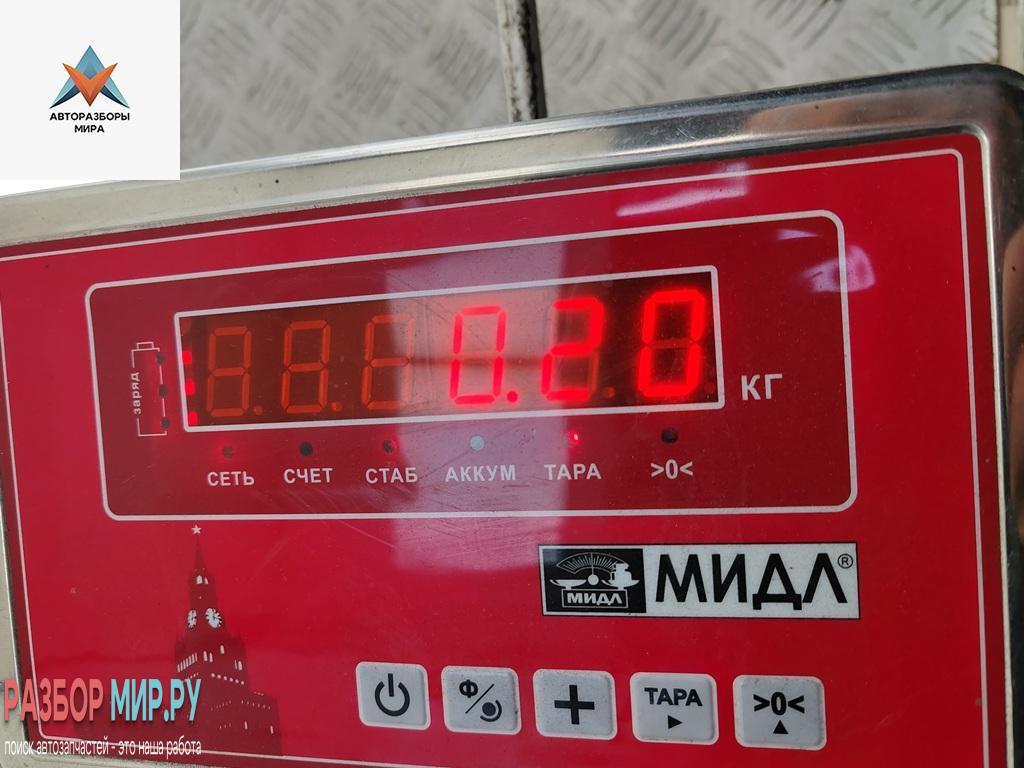 АВТОРАЗБОРЫ
МИРА
заряд
0.20
КГ
СЕТЬ СЧЕТ СТАБ АККУМ ТАРА >0<
МИДЛ МИДЛ®
Ф
ТАРА
>0<
РАЗБОР МИР.РУ
поиск автозапчастей - это наша работа